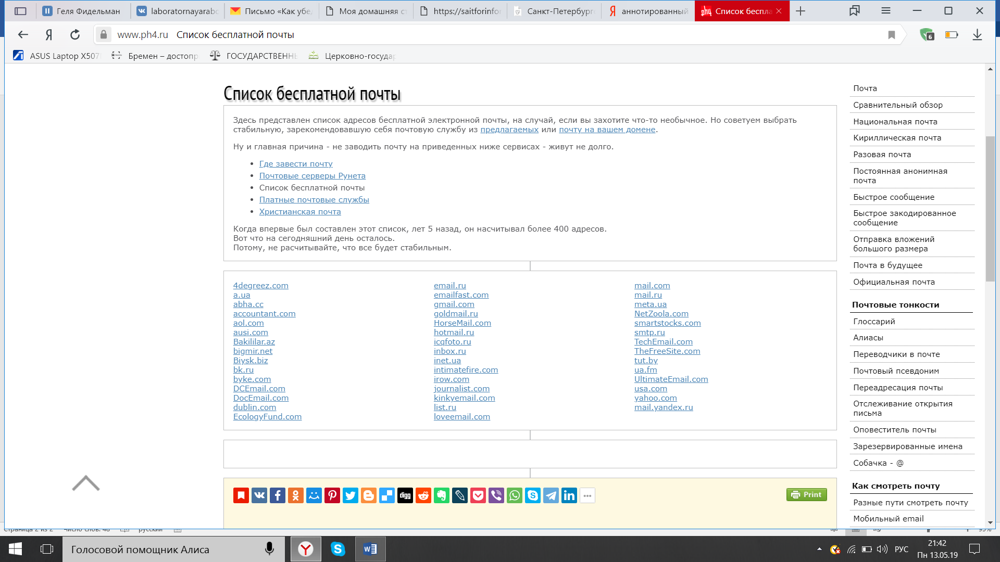 Геля Фидельман
laboratornayarabo
Письмо «Как убе
Моя домашняя ст
https://saitforinfo
Санкт-Петербург
аннотированный
Список беспла
www.ph4.ru Список бесплатной почты
6
ASUS Laptop X507
Бремен – достопр
ГОСУДАРСТВЕНН
Церковно-государ
Список бесплатной почты
Здесь представлен список адресов бесплатной электронной почты, на случай, если вы захотите что-то необычное. Но советуем выбрать
стабильную, зарекомендовавшую себя почтовую службу из предлагаемых или почту на вашем домене.
Ну и главная причина - не заводить почту на приведенных ниже сервисах - живут не долго.
Где завести почту
Почтовые серверы Рунета
Список бесплатной почты
Платные почтовые службы
Христианская почта
Когда впервые был составлен этот список, лет 5 назад, он насчитывал более 400 адресов.
Вот что на сегодняшний день осталось.
Потому, не расчитывайте, что все будет стабильным.
4degreez.com
a.ua
abha.cc
accountant.com
aol.com
ausi.com
Bakililar.az
bigmir.net
Biysk.biz
bk.ru
byke.com
DCEmail.com
DocEmail.com
dublin.com
EcologyFund.com
email.ru
emailfast.com
gmail.com
goldmail.ru
HorseMail.com
hotmail.ru
icqfoto.ru
inbox.ru
inet.ua
intimatefire.com
irow.com
journalist.com
kinkyemail.com
list.ru
loveemail.com
mail.com
mail.ru
meta.ua
NetZoola.com
smartstocks.com
smtp.ru
TechEmail.com
TheFreeSite.com
tut.by
ua.fm
UltimateEmail.com
usa.com
yahoo.com
mail.yandex.ru
digg
Print
Почта
Сравнительный обзор
Национальная почта
Кириллическая почта
Разовая почта
Постоянная анонимная
почта
Быстрое сообщение
Быстрое закодированное
сообщение
Отправка вложений
большого размера
Почта в будущее
Официальная почта
Почтовые тонкости
Глоссарий
Алиасы
Переводчики в почте
Почтовый псевдоним
Переадресация почты
Отслеживание открытия
письма
Оповеститель почты
Зарезервированные имена
Собачка - @
Как смотреть почту
Разные пути смотреть почту
Мобильный email
Страница 2 из 2 Число слов: 48 русский 95%
Голосовой помощник Алиса
РУС
21:42
Пн 13.05.19